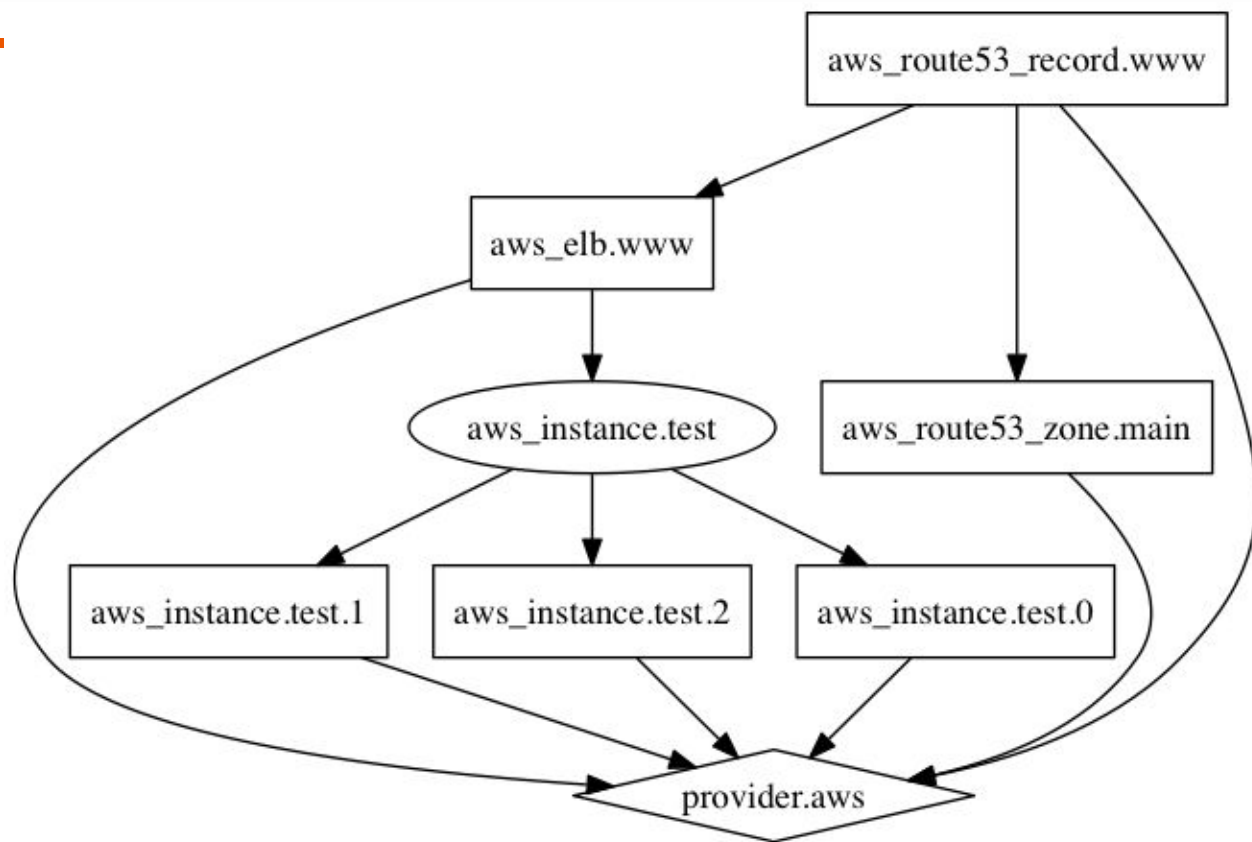 aws_route53_record.www
aws_elb.www
aws_instance.test
aws_route53_zone.main
aws_instance.test.1
aws_instance.test.2
aws_instance.test.0
provider.aws